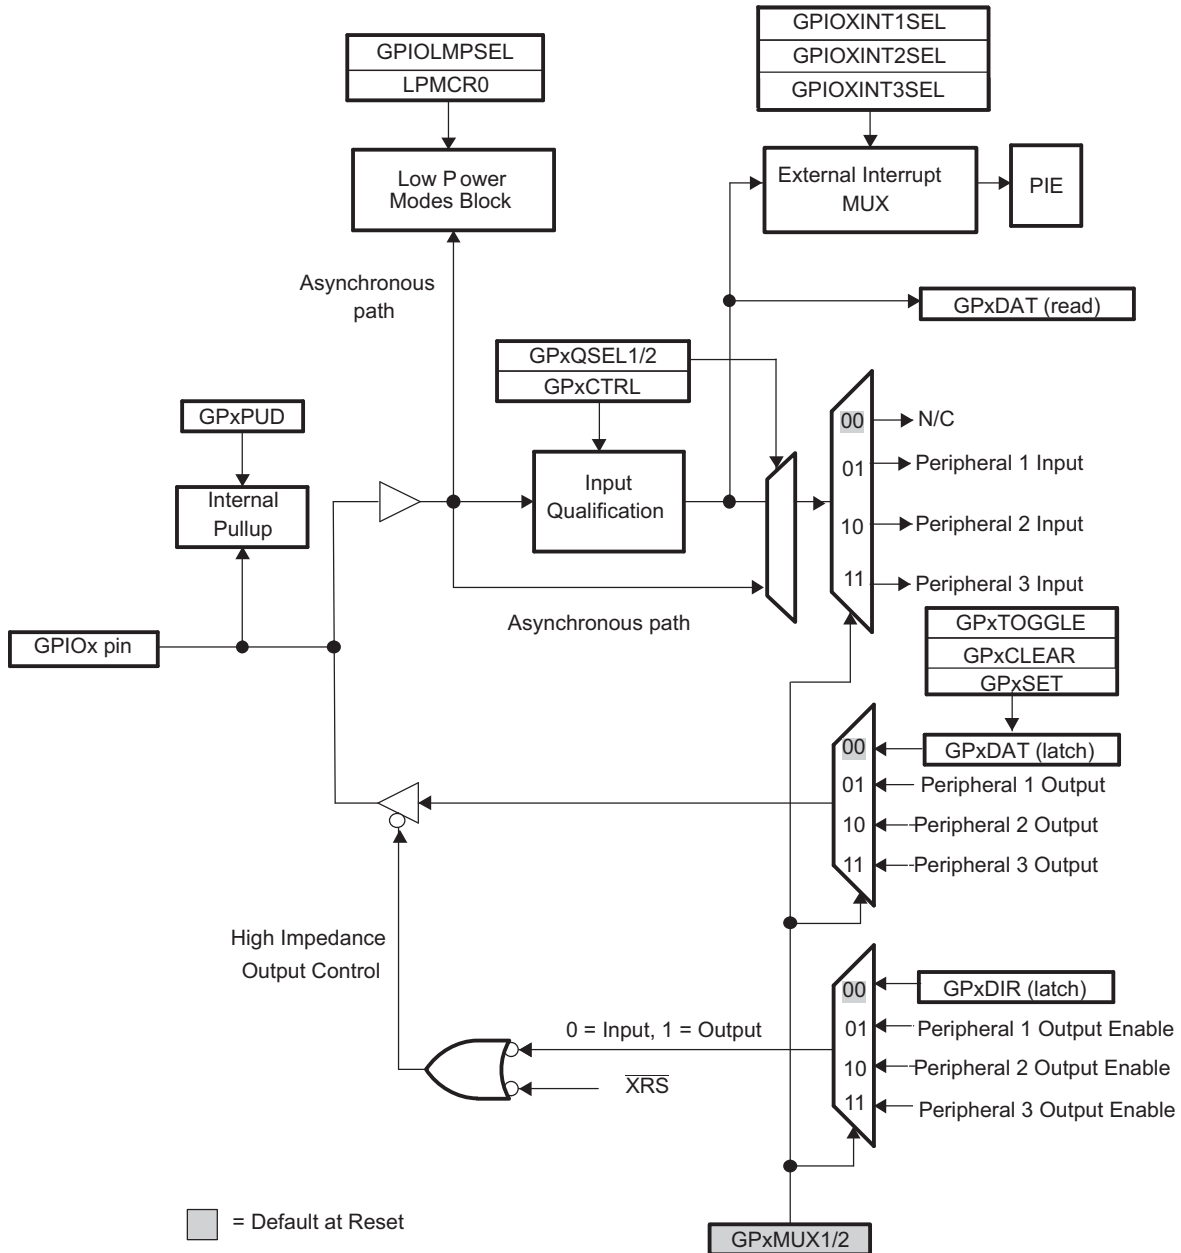 GPIOLMPSEL
LPMCR0
Low Power
Modes Block
GPIOXINT1SEL
GPIOXINT2SEL
GPIOXINT3SEL
External Interrupt
MUX
PIE
Asynchronous
path
GPxDAT (read)
GPxQSEL1/2
GPxCTRL
GPxPUD
Internal
Pullup
Input
Qualification
00
N/C
01
Peripheral 1 Input
10
Peripheral 2 Input
11
Peripheral 3 Input
Asynchronous path
GPIOx pin
GPxTOGGLE
GPxCLEAR
GPxSET
00
GPxDAT (latch)
01
Peripheral 1 Output
10
Peripheral 2 Output
11
Peripheral 3 Output
High Impedance
Output Control
00
GPxDIR (latch)
0 = Input, 1 = Output
01
Peripheral 1 Output Enable
10
Peripheral 2 Output Enable
XRS
11
Peripheral 3 Output Enable
= Default at Reset
GPxMUX1/2